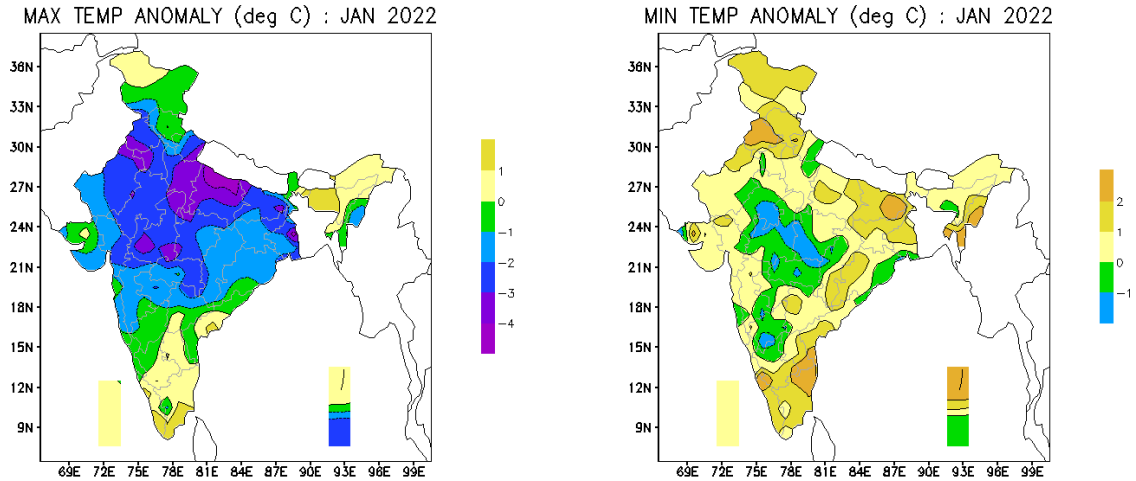 MAX TEMP ANOMALY (deg C) : JAN 2022
36N
33N
30N
27N
24N
21N
18N
15N
12N
9N
69E 72E 75E 78E 81E 84E 87E 90E 93E 96E 99E
1
0
−1
−2
−3
−4
MIN TEMP ANOMALY (deg C) : JAN 2022
36N
33N
30N
27N
24N
21N
18N
15N
12N
9N
69E 72E 75E 78E 81E 84E 87E 90E 93E 96E 99E
2
1
0
−1